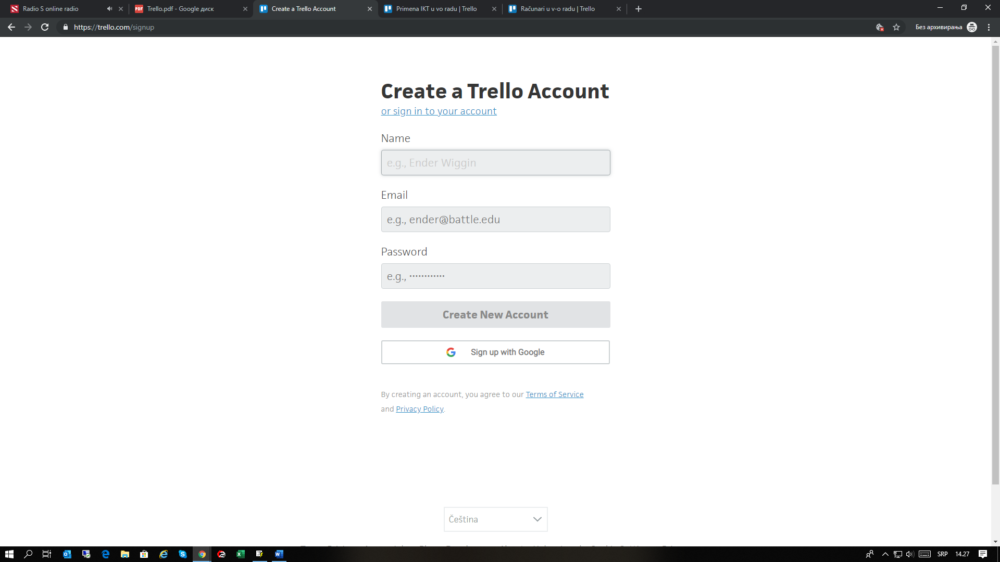 Radio S online radio
PDF Trello.pdf - Google диск
Create a Trello Account
Primena IKT u vo radu | Trello
Računari u v-o radu | Trello
https://trello.com/signup
Без архивирања
Create a Trello Account
or sign in to your account
Name
e.g., Ender Wiggin
Email
e.g., ender@battle.edu
Password
e.g., ••••••••••••
Create New Account
Sign up with Google
By creating an account, you agree to our Terms of Service
and Privacy Policy.
Čeština
SRP
14.27